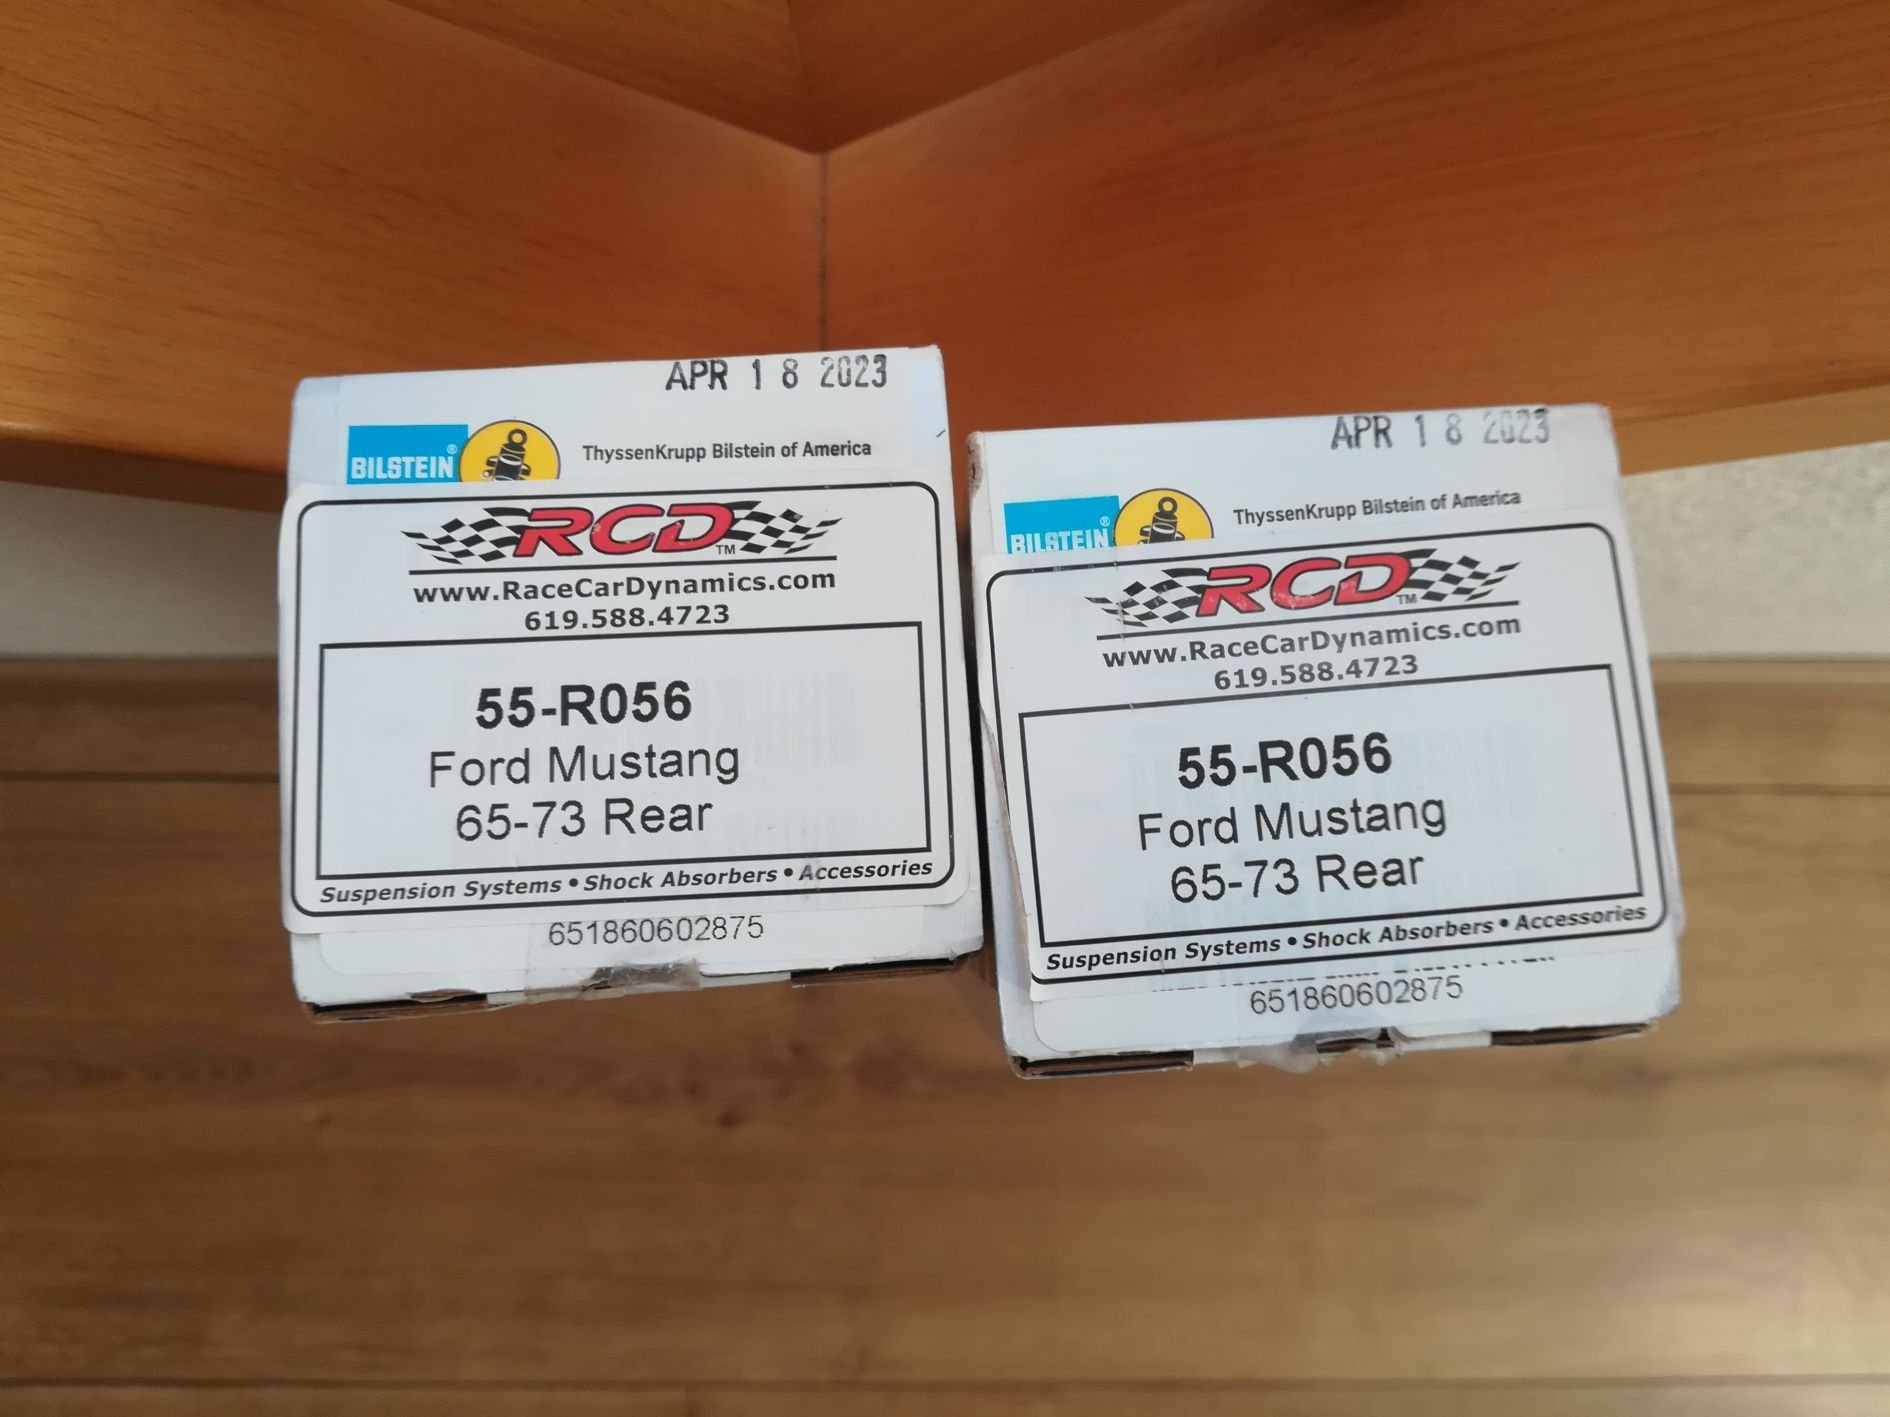 APR 18 2023
BILSTEIN®
ThyssenKrupp Bilstein of America
RCD™
www.RaceCarDynamics.com
619.588.4723
55-R056
Ford Mustang
65-73 Rear
Suspension Systems • Shock Absorbers • Accessories
651860602875
APR 18 2023
BILSTEIN®
ThyssenKrupp Bilstein of America
RCD™
www.RaceCarDynamics.com
619.588.4723
55-R056
Ford Mustang
65-73 Rear
Suspension Systems • Shock Absorbers • Accessories
651860602875